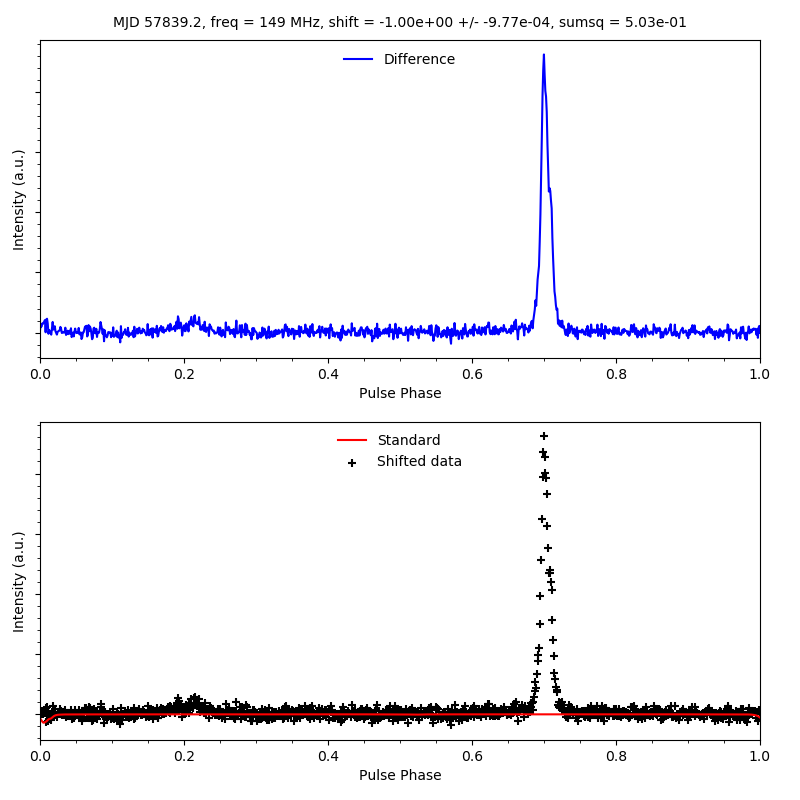 MJD 57839.2, freq = 149 MHz, shift = -1.00e+00 +/- -9.77e-04, sumsq = 5.03e-01
Difference
Intensity (a.u.)
0.0 0.2 0.4 0.6 0.8 1.0
Pulse Phase
Standard
Shifted data
Intensity (a.u.)
0.0 0.2 0.4 0.6 0.8 1.0
Pulse Phase